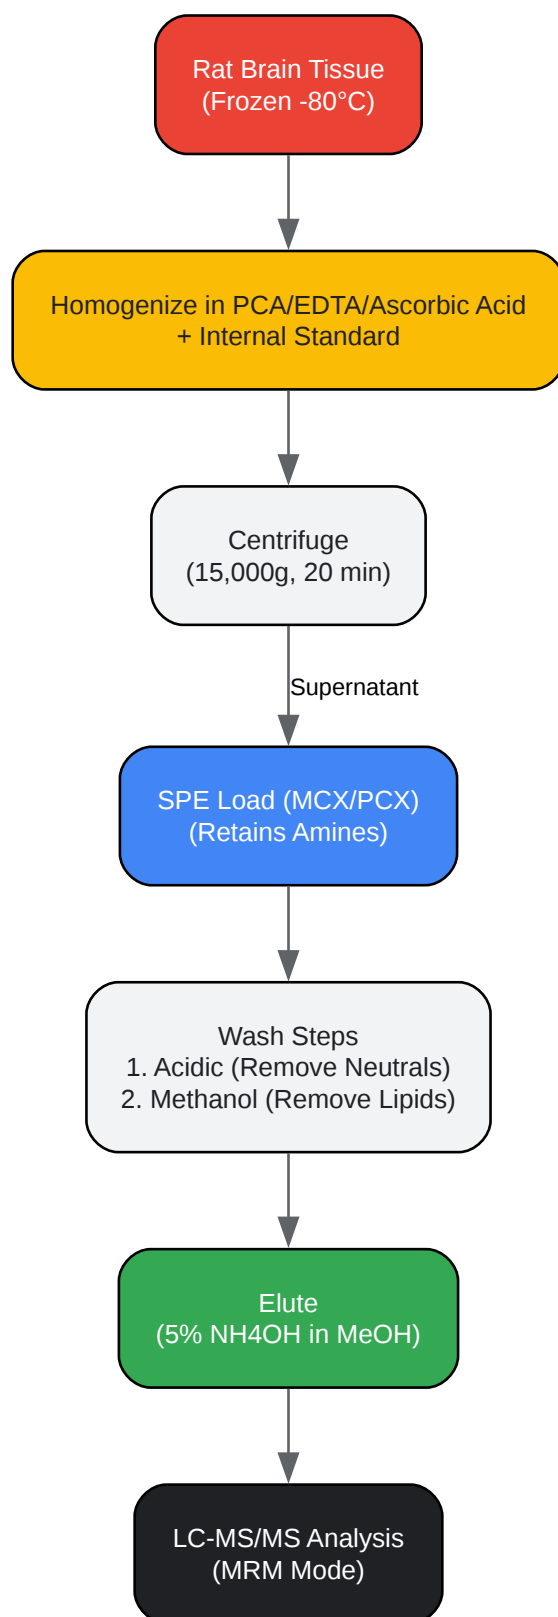 Rat Brain Tissue
(Frozen -80°C)
Homogenize in PCA/EDTA/Ascorbic Acid
+ Internal Standard
Centrifuge
(15,000g, 20 min)
Supernatant
SPE Load (MCX/PCX)
(Retains Amines)
Wash Steps
1. Acidic (Remove Neutrals)
2. Methanol (Remove Lipids)
Elute
(5% NH4OH in MeOH)
LC-MS/MS Analysis
(MRM Mode)